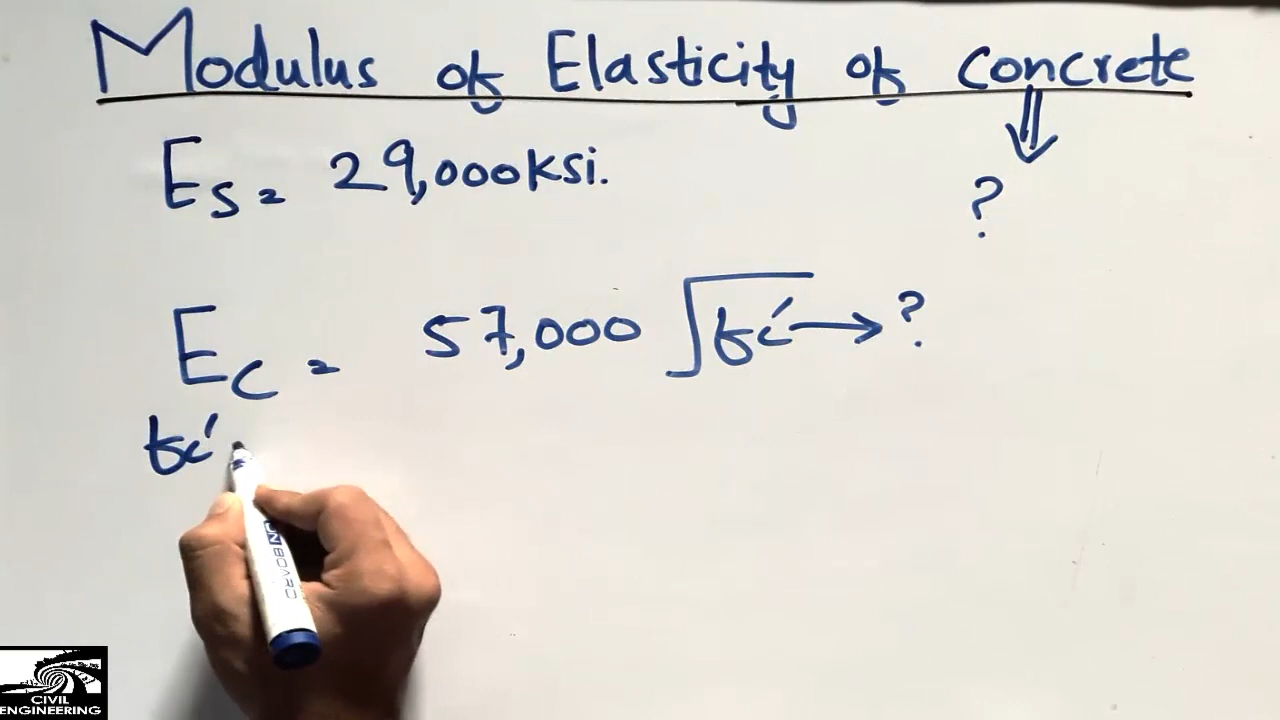 Modulus of Elasticity of concrete
Es = 29,000ksi.
?
Ec = 57,000 √fc' → ?
fc'
CIVIL
ENGINEERING